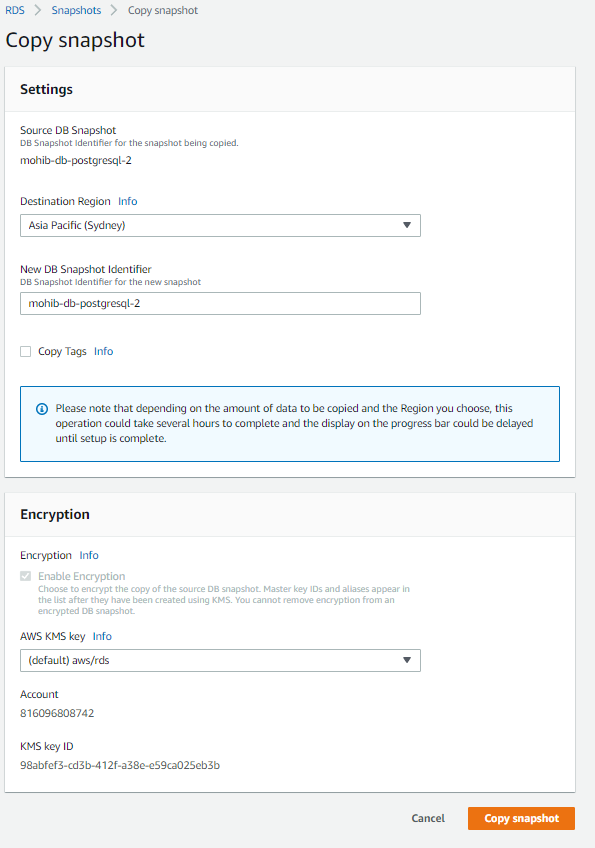 RDS > Snapshots > Copy snapshot
Copy snapshot
Settings
Source DB Snapshot
DB Snapshot Identifier for the snapshot being copied.
mohib-db-postgresql-2
Destination Region Info
Asia Pacific (Sydney)
New DB Snapshot Identifier
DB Snapshot Identifier for the new snapshot
mohib-db-postgresql-2
Copy Tags Info
Please note that depending on the amount of data to be copied and the Region you choose, this
operation could take several hours to complete and the display on the progress bar could be delayed
until setup is complete.
Encryption
Encryption Info
Enable Encryption
Choose to encrypt the copy of the source DB snapshot. Master key IDs and aliases appear in
the list after they have been created using KMS. You cannot remove encryption from an
encrypted DB snapshot.
AWS KMS key Info
(default) aws/rds
Account
816096808742
KMS key ID
98abfef3-cd3b-412f-a38e-e59ca025eb3b
Cancel Copy snapshot